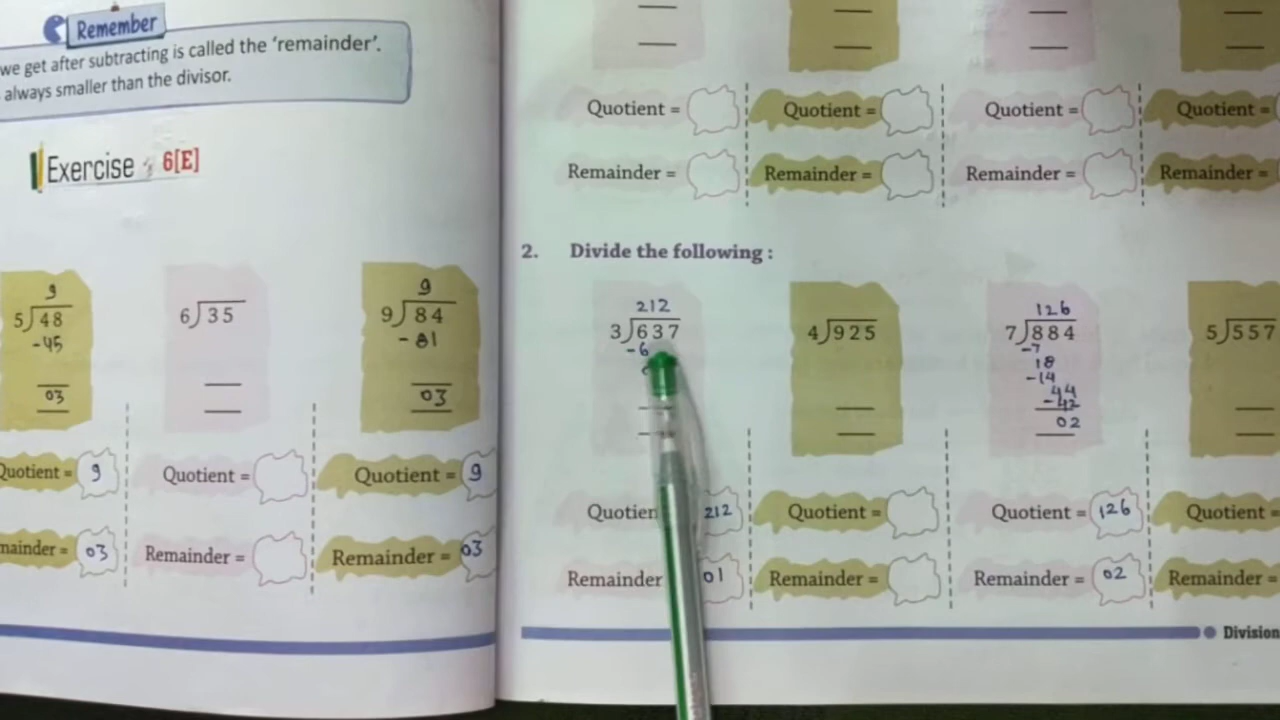 Remember
we get after subtracting is called the 'remainder'.
always smaller than the divisor.
Exercise 6[E]
9
5)48
-45
03
Quotient = 9
mainder = 03
6)35
Quotient =
Remainder =
9
9)84
-81
03
Quotient = 9
Remainder = 03
Quotient = Quotient = Quotient = Quotient =
Remainder = Remainder = Remainder = Remainder =
2. Divide the following :
212
3)637
-6
Quotien 212
Remainder 01
4)925
Quotient =
Remainder =
126
7)884
-7
18
-14
44
-42
02
Quotient = 126
Remainder = 02
5)557
Quotient =
Remainder =
Division